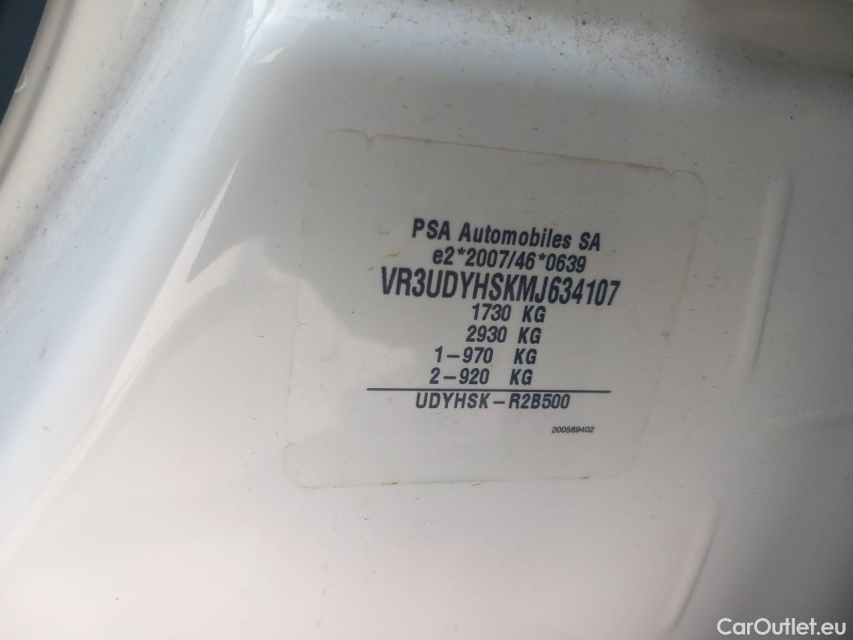 PSA Automobiles SA
e2*2007/46*0639
VR3UDYHSKMJ634107
1730 KG
2930 KG
1-970 KG
2-920 KG
UDYHSK-R2B500
200589402
CarOutlet.eu